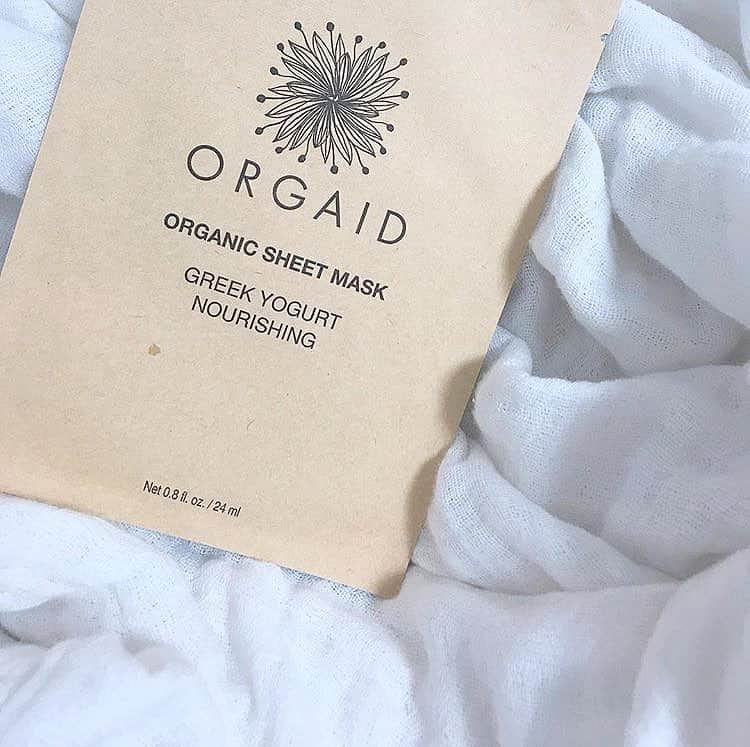 ORGAID
ORGANIC SHEET MASK
GREEK YOGURT
NOURISHING
Net 0.8 fl. oz. / 24 ml